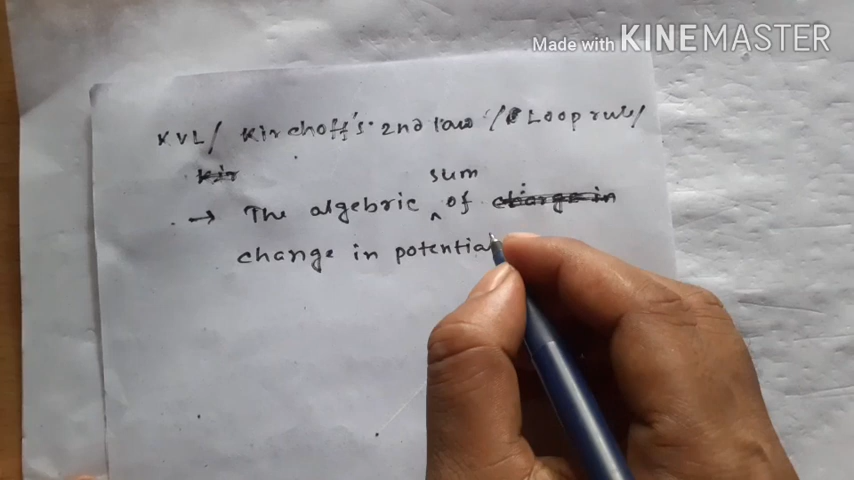 Made with KINEMASTER
KVL/ Kirchoff's 2nd law /Loop rule/
sum
→ The algebric ^ of
change in potential